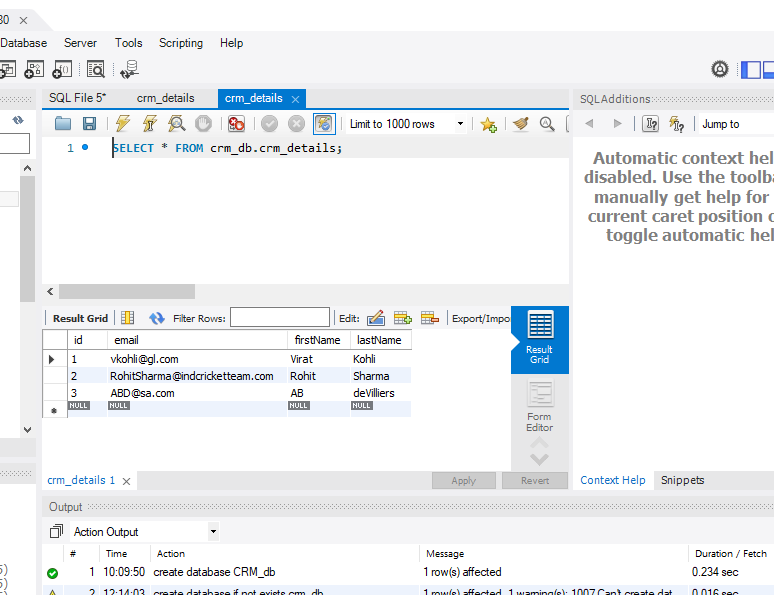 30
Database Server Tools Scripting Help
SQL File 5* crm_details crm_details
SQLAdditions
Limit to 1000 rows
Jump to
1 SELECT * FROM crm_db.crm_details;
Automatic context hel
disabled. Use the toolba
manually get help for
current caret position o
toggle automatic hel
Result Grid Filter Rows: Edit: Export/Impo
Result
Grid
id email firstName lastName
1 vkohli@gl.com Virat Kohli
2 RohitSharma@indcricketteam.com Rohit Sharma
3 ABD@sa.com AB deVilliers
NULL NULL NULL NULL
Form
Editor
crm_details 1 Apply Revert
Context Help Snippets
Output
Action Output
# Time Action Message Duration / Fetch
1 10:09:50 create database CRM_db 1 row(s) affected 0.234 sec
2 12:14:03 create database if not exists crm_db 1 row(s) affected, 1 warning(s): 1007 Can't create dat 0.016 sec
5)
5)